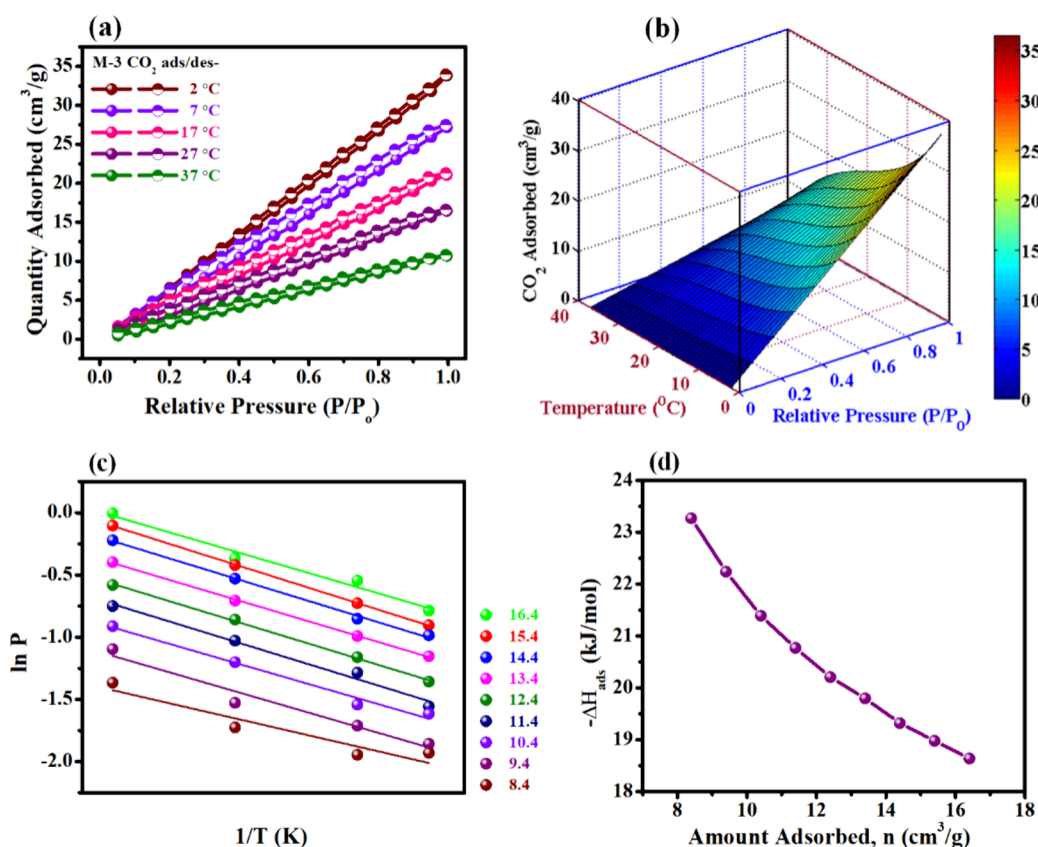 (a)
M-3 CO₂ ads/des-
2 °C
7 °C
17 °C
27 °C
37 °C
Quantity Adsorbed (cm³/g)
35
30
25
20
15
10
5
0
0.0 0.2 0.4 0.6 0.8 1.0
Relative Pressure (P/Pₒ)
(b)
CO₂ Adsorbed (cm³/g)
40
30
20
10
0
40 30 20 10 0
Temperature (⁰C)
0 0.2 0.4 0.6 0.8 1
Relative Pressure (P/P₀)
35
30
25
20
15
10
5
0
(c)
ln P
0.0
-0.5
-1.0
-1.5
-2.0
1/T (K)
16.4
15.4
14.4
13.4
12.4
11.4
10.4
9.4
8.4
(d)
-ΔHads (kJ/mol)
24
23
22
21
20
19
18
8 10 12 14 16 18
Amount Adsorbed, n (cm³/g)